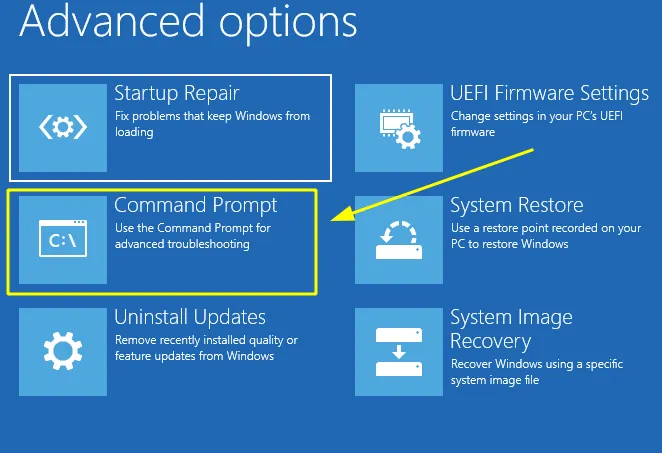 Advanced options
Startup Repair
Fix problems that keep Windows from
loading
Command Prompt
Use the Command Prompt for
advanced troubleshooting
C:\
Uninstall Updates
Remove recently installed quality or
feature updates from Windows
UEFI Firmware Settings
Change settings in your PC's UEFI
firmware
System Restore
Use a restore point recorded on your
PC to restore Windows
System Image
Recovery
Recover Windows using a specific
system image file